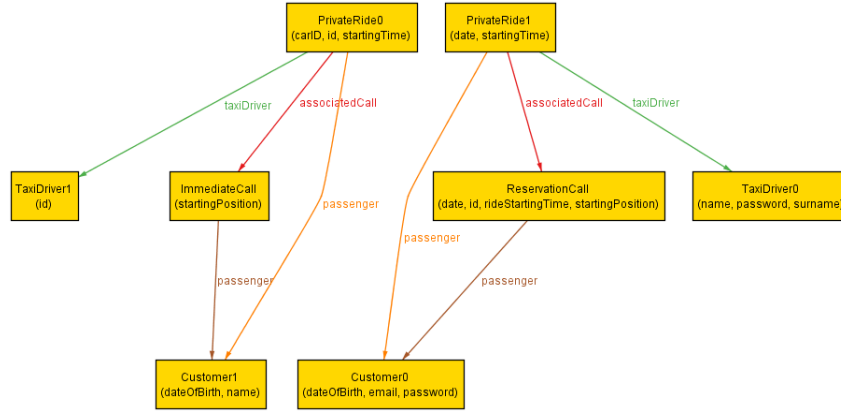 PrivateRide0
(carID, id, startingTime)
PrivateRide1
(date, startingTime)
taxiDriver
associatedCall
associatedCall
taxiDriver
TaxiDriver1
(id)
ImmediateCall
(startingPosition)
ReservationCall
(date, id, rideStartingTime, startingPosition)
TaxiDriver0
(name, password, surname)
passenger
passenger
passenger
passenger
Customer1
(dateOfBirth, name)
Customer0
(dateOfBirth, email, password)